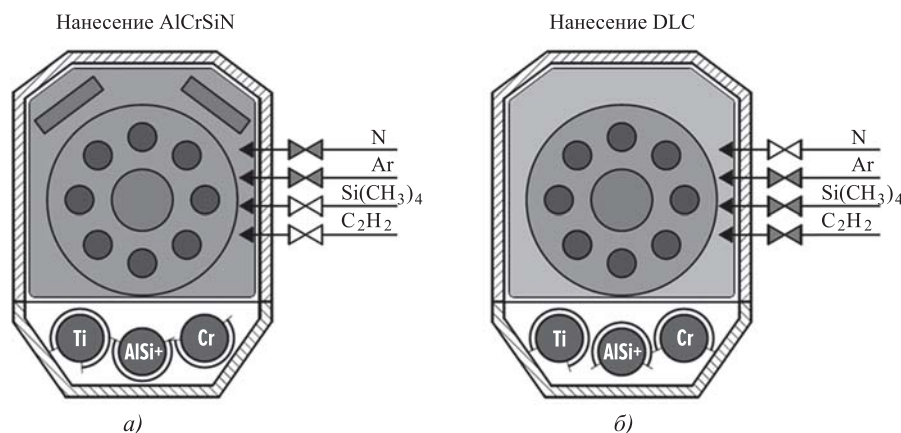 Нанесение AlCrSiN
N
Ar
Si(CH₃)₄
C₂H₂
Ti
AlSi+
Cr
а)
Нанесение DLC
N
Ar
Si(CH₃)₄
C₂H₂
Ti
AlSi+
Cr
б)